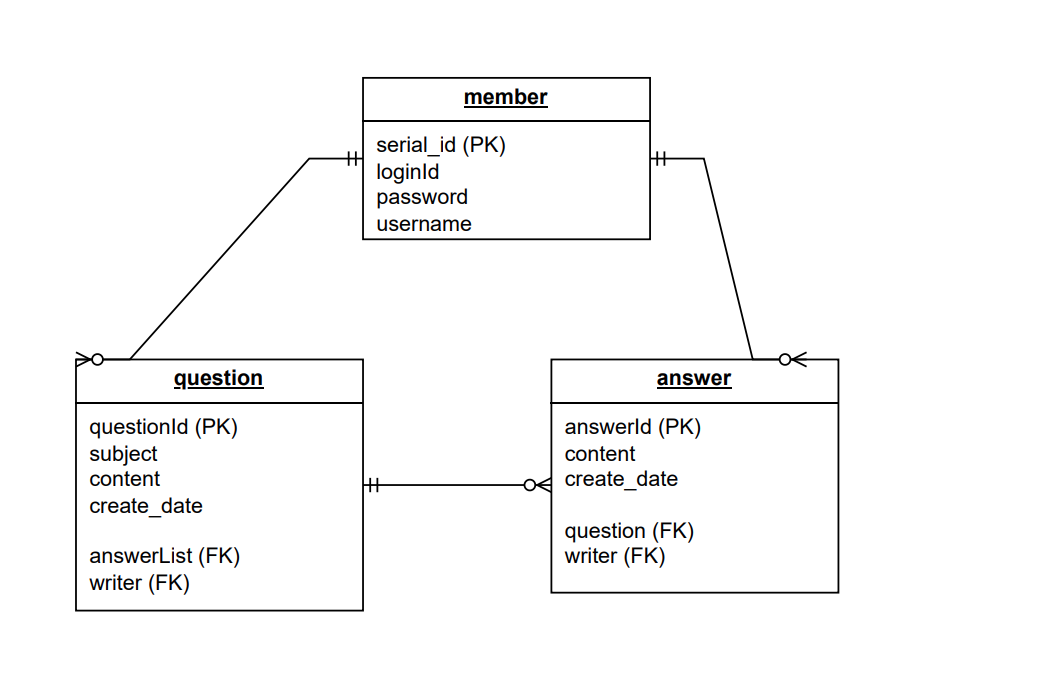 member
serial_id (PK)
loginId
password
username
question
questionId (PK)
subject
content
create_date
answerList (FK)
writer (FK)
answer
answerId (PK)
content
create_date
question (FK)
writer (FK)